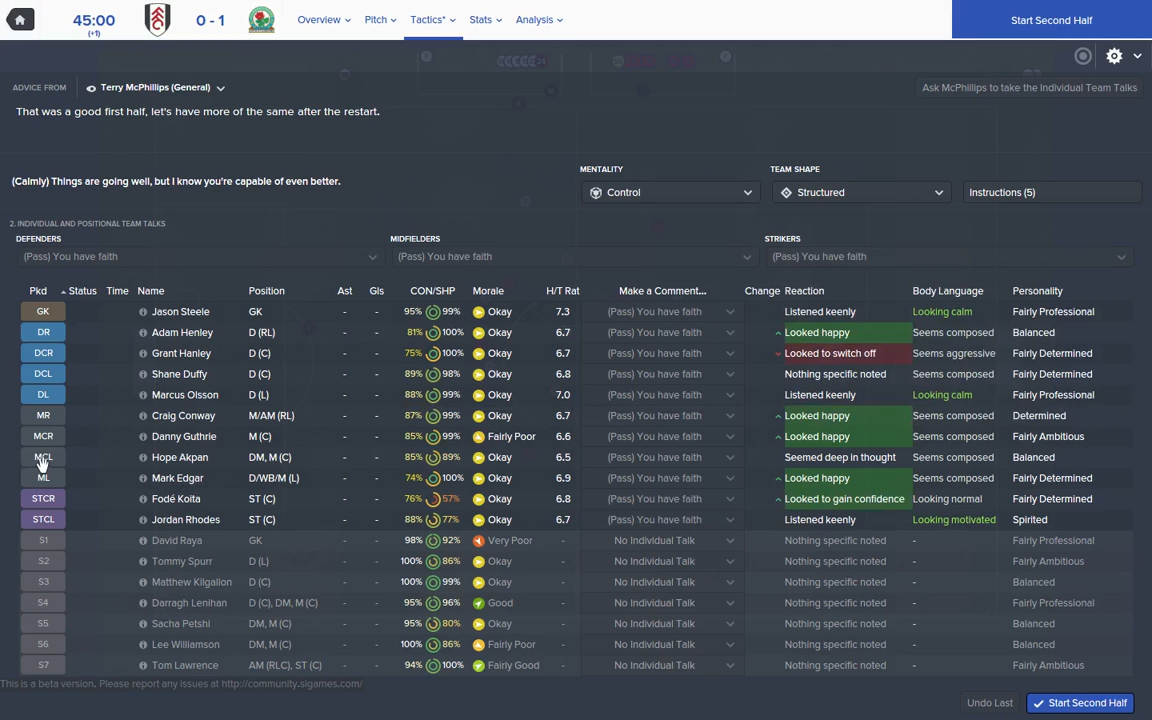 45:00
(+1)
0 - 1
Overview
Pitch
Tactics*
Stats
Analysis
Start Second Half
ADVICE FROM
Terry McPhillips (General)
Ask McPhillips to take the Individual Team Talks
That was a good first half, let's have more of the same after the restart.
MENTALITY
TEAM SHAPE
(Calmly) Things are going well, but I know you're capable of even better.
Control
Structured
Instructions (5)
2. INDIVIDUAL AND POSITIONAL TEAM TALKS
DEFENDERS
MIDFIELDERS
STRIKERS
(Pass) You have faith
(Pass) You have faith
(Pass) You have faith
Pkd Status Time Name Position Ast Gls CON/SHP Morale H/T Rat Make a Comment... Change Reaction Body Language Personality
GK Jason Steele GK - - 95% 99% Okay 7.3 (Pass) You have faith Listened keenly Looking calm Fairly Professional
DR Adam Henley D (RL) - - 81% 100% Okay 6.7 (Pass) You have faith Looked happy Seems composed Balanced
DCR Grant Hanley D (C) - - 75% 100% Okay 6.7 (Pass) You have faith Looked to switch off Seems aggressive Fairly Determined
DCL Shane Duffy D (C) - - 89% 98% Okay 6.8 (Pass) You have faith Nothing specific noted Seems composed Fairly Determined
DL Marcus Olsson D (L) - - 88% 99% Okay 7.0 (Pass) You have faith Listened keenly Looking calm Fairly Determined
MR Craig Conway M/AM (RL) - - 87% 99% Okay 6.7 (Pass) You have faith Looked happy Seems composed Determined
MCR Danny Guthrie M (C) - - 85% 99% Fairly Poor 6.6 (Pass) You have faith Looked happy Seems composed Fairly Ambitious
MCL Hope Akpan DM, M (C) - - 85% 89% Okay 6.5 (Pass) You have faith Seemed deep in thought Seems composed Balanced
ML Mark Edgar D/WB/M (L) - - 74% 100% Okay 6.9 (Pass) You have faith Looked happy Seems composed Fairly Determined
STCR Fodé Koita ST (C) - - 76% 57% Okay 6.8 (Pass) You have faith Looked to gain confidence Looking normal Fairly Determined
STCL Jordan Rhodes ST (C) - - 88% 77% Okay 6.7 (Pass) You have faith Listened keenly Looking motivated Spirited
S1 David Raya GK - - 98% 92% Very Poor - No Individual Talk Nothing specific noted - Fairly Professional
S2 Tommy Spurr D (L) - - 100% 86% Okay - No Individual Talk Nothing specific noted - Fairly Ambitious
S3 Matthew Kilgallon D (C) - - 100% 99% Okay - No Individual Talk Nothing specific noted - Balanced
S4 Darragh Lenihan D (C), DM, M (C) - - 95% 96% Good - No Individual Talk Nothing specific noted - Fairly Professional
S5 Sacha Petshi DM, M (C) - - 95% 80% Okay - No Individual Talk Nothing specific noted - Balanced
S6 Lee Williamson DM, M (C) - - 100% 86% Fairly Poor - No Individual Talk Nothing specific noted - Balanced
S7 Tom Lawrence AM (RLC), ST (C) - - 94% 100% Fairly Good - No Individual Talk Nothing specific noted - Fairly Ambitious
This is a beta version. Please report any issues at http://community.sigames.com/
Undo Last
Start Second Half